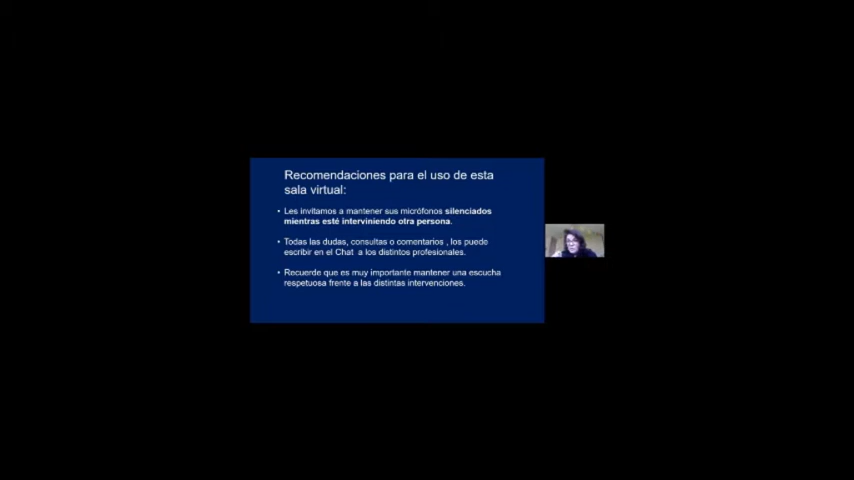 Recomendaciones para el uso de esta
sala virtual:
• Les invitamos a mantener sus micrófonos silenciados
mientras esté interviniendo otra persona.
• Todas las dudas, consultas o comentarios , los puede
escribir en el Chat a los distintos profesionales.
• Recuerde que es muy importante mantener una escucha
respetuosa frente a las distintas intervenciones.